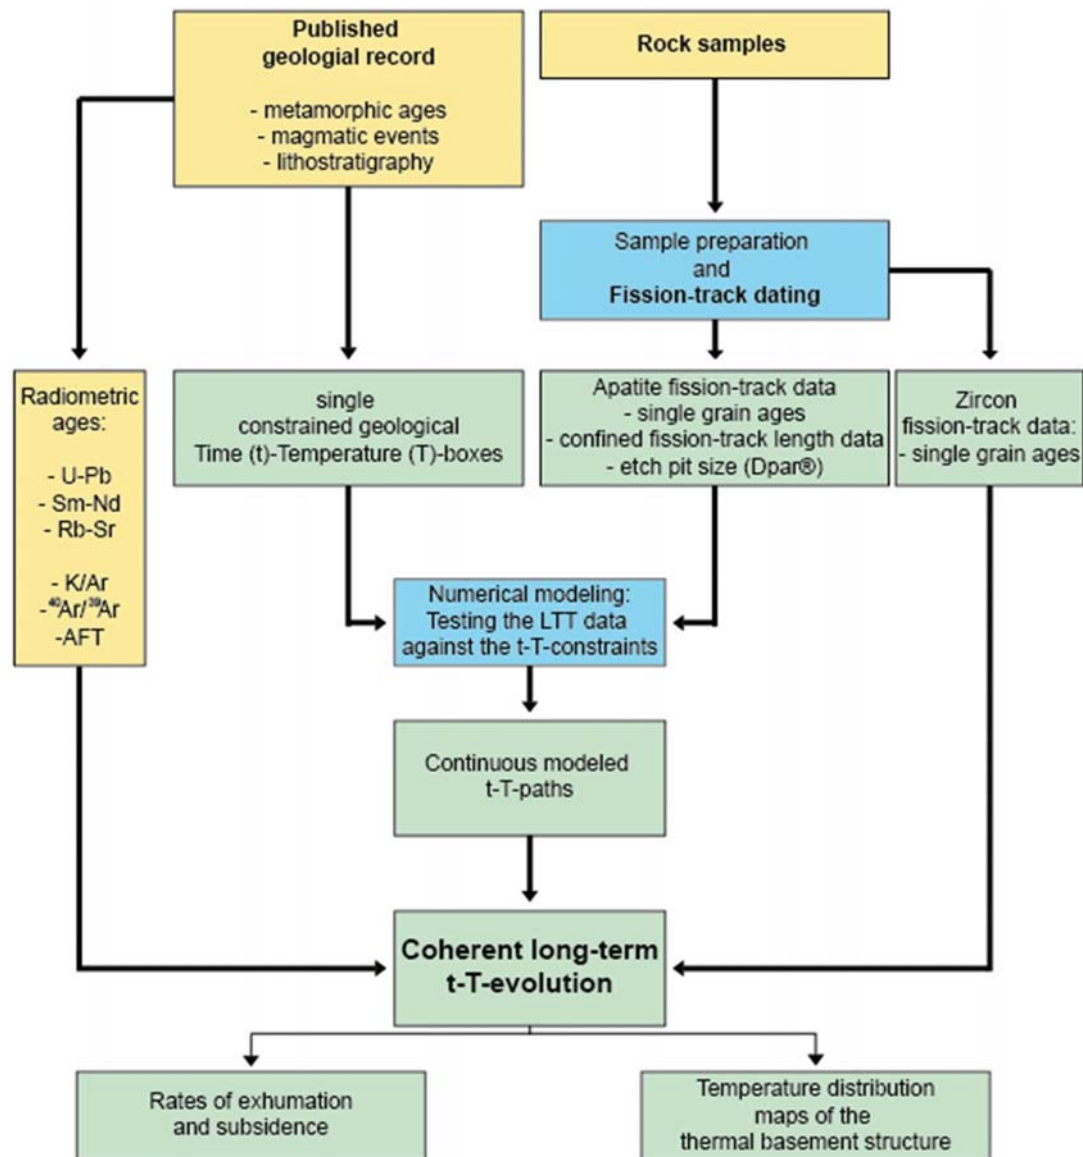 Published
geologial record
- metamorphic ages
- magmatic events
- lithostratigraphy
Rock samples
Sample preparation
and
Fission-track dating
Radiometric
ages:
- U-Pb
- Sm-Nd
- Rb-Sr
- K/Ar
-⁴⁰Ar/³⁹Ar
-AFT
single
constrained geological
Time (t)-Temperature (T)-boxes
Apatite fission-track data
- single grain ages
- confined fission-track length data
- etch pit size (Dpar®)
Zircon
fission-track data:
- single grain ages
Numerical modeling:
Testing the LTT data
against the t-T-constraints
Continuous modeled
t-T-paths
Coherent long-term
t-T-evolution
Rates of exhumation
and subsidence
Temperature distribution
maps of the
thermal basement structure